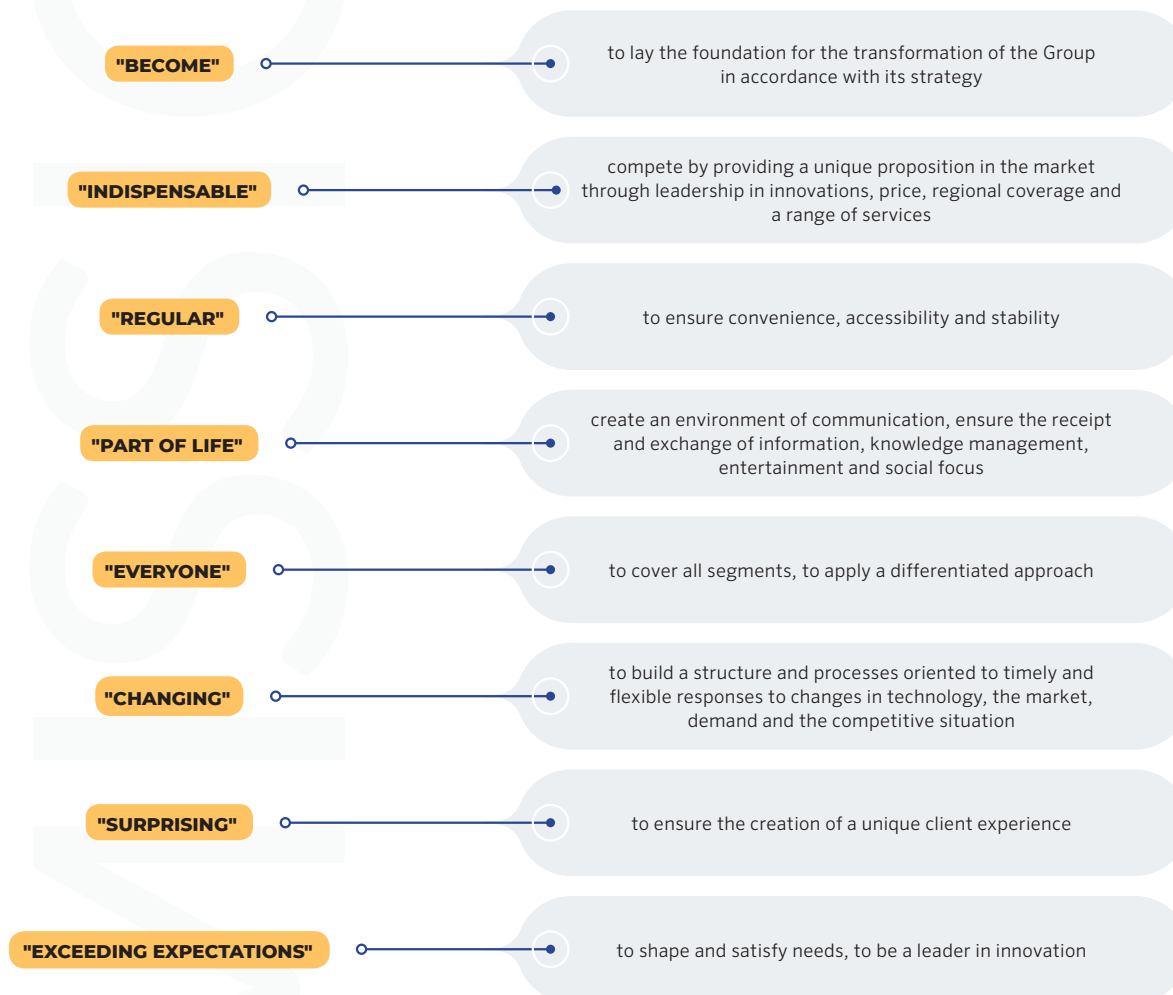 "BECOME"
to lay the foundation for the transformation of the Group
in accordance with its strategy
"INDISPENSABLE"
compete by providing a unique proposition in the market
through leadership in innovations, price, regional coverage and
a range of services
"REGULAR"
to ensure convenience, accessibility and stability
"PART OF LIFE"
create an environment of communication, ensure the receipt
and exchange of information, knowledge management,
entertainment and social focus
"EVERYONE"
to cover all segments, to apply a differentiated approach
"CHANGING"
to build a structure and processes oriented to timely and
flexible responses to changes in technology, the market,
demand and the competitive situation
"SURPRISING"
to ensure the creation of a unique client experience
"EXCEEDING EXPECTATIONS"
to shape and satisfy needs, to be a leader in innovation